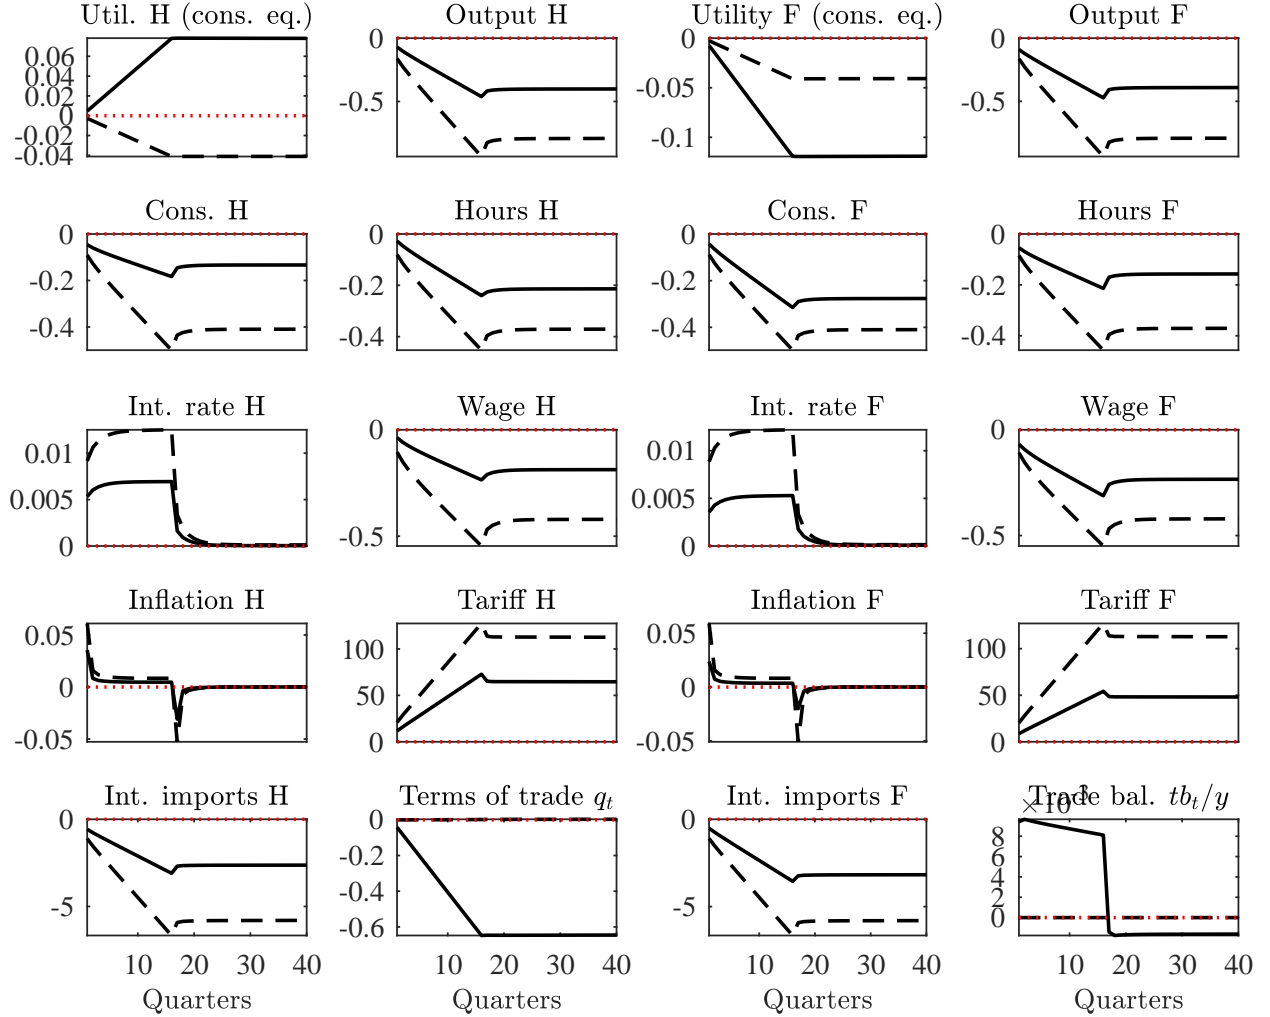 Util. H (cons. eq.)
Output H
Utility F (cons. eq.)
Output F
0.06
0.04
0.02
0
-0.02
-0.04
0
-0.5
0
-0.05
-0.1
0
-0.5
Cons. H
Hours H
Cons. F
Hours F
0
-0.2
-0.4
0
-0.2
-0.4
0
-0.2
-0.4
0
-0.2
-0.4
Int. rate H
Wage H
Int. rate F
Wage F
0.01
0.005
0
0
-0.5
0.01
0.005
0
0
-0.5
Inflation H
Tariff H
Inflation F
Tariff F
0.05
0
-0.05
100
50
0
0.05
0
-0.05
100
50
0
Int. imports H
Terms of trade q_t
Int. imports F
Trade bal. tb_t/y
0
-5
0
-0.2
-0.4
-0.6
0
-5
8
6
4
2
0
10 20 30 40
10 20 30 40
10 20 30 40
10 20 30 40
Quarters
Quarters
Quarters
Quarters